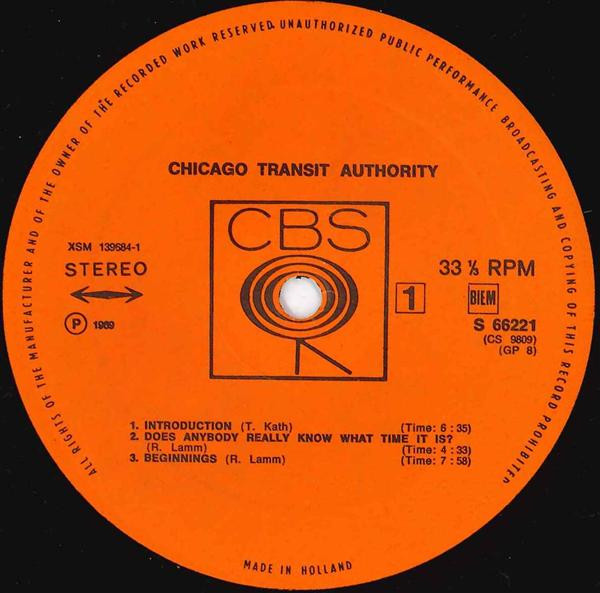 ALL RIGHTS OF THE MANUFACTURER AND OF THE OWNER OF THE RECORDED WORK RESERVED. UNAUTHORIZED PUBLIC PERFORMANCE BROADCASTING AND COPYING OF THIS RECORD PROHIBITED
CHICAGO TRANSIT AUTHORITY
CBS
XSM 139684-1
STEREO
Ⓟ 1969
33 ⅓ RPM
1
BIEM
S 66221
(CS 9809)
(GP 8)
1. INTRODUCTION (T. Kath) (Time: 6 : 35)
2. DOES ANYBODY REALLY KNOW WHAT TIME IT IS?
(R. Lamm) (Time: 4 : 33)
3. BEGINNINGS (R. Lamm) (Time: 7 : 58)
MADE IN HOLLAND